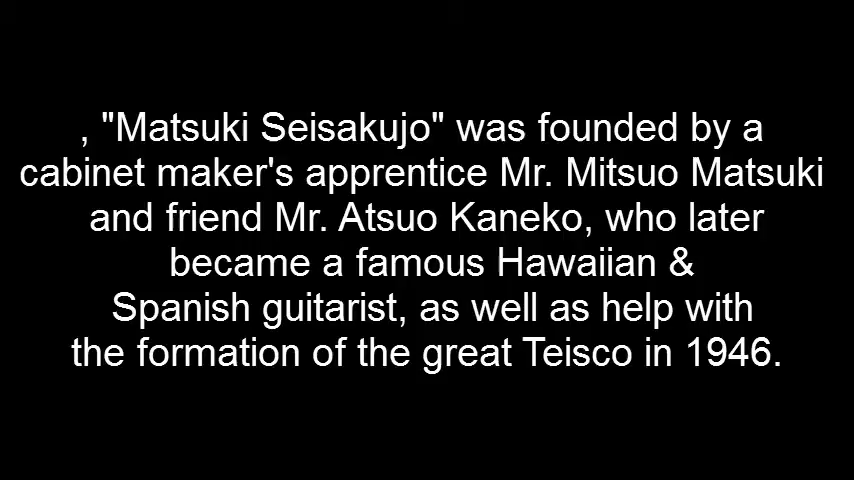 , "Matsuki Seisakujo" was founded by a
cabinet maker's apprentice Mr. Mitsuo Matsuki
and friend Mr. Atsuo Kaneko, who later
became a famous Hawaiian &
Spanish guitarist, as well as help with
the formation of the great Teisco in 1946.